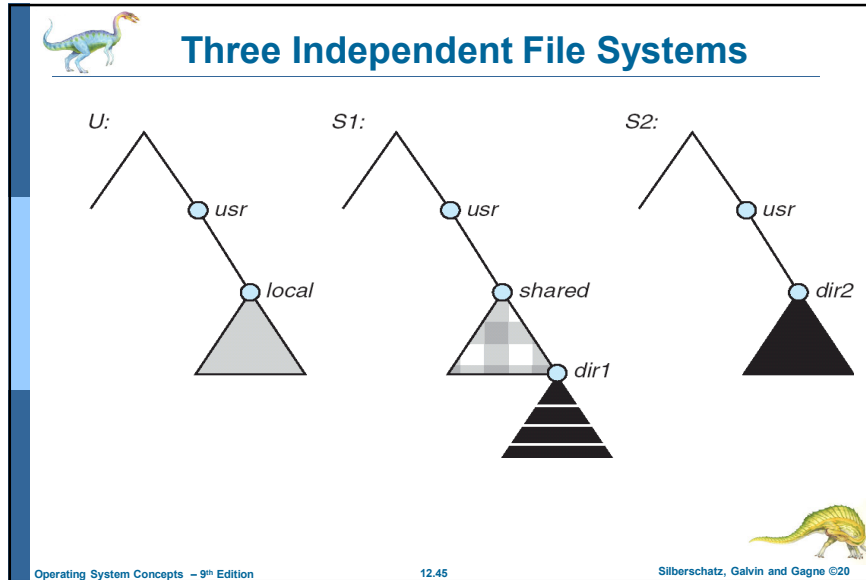 Three Independent File Systems
U: S1: S2:
usr usr usr
local shared dir2
dir1
Operating System Concepts – 9th Edition 12.45 Silberschatz, Galvin and Gagne ©20